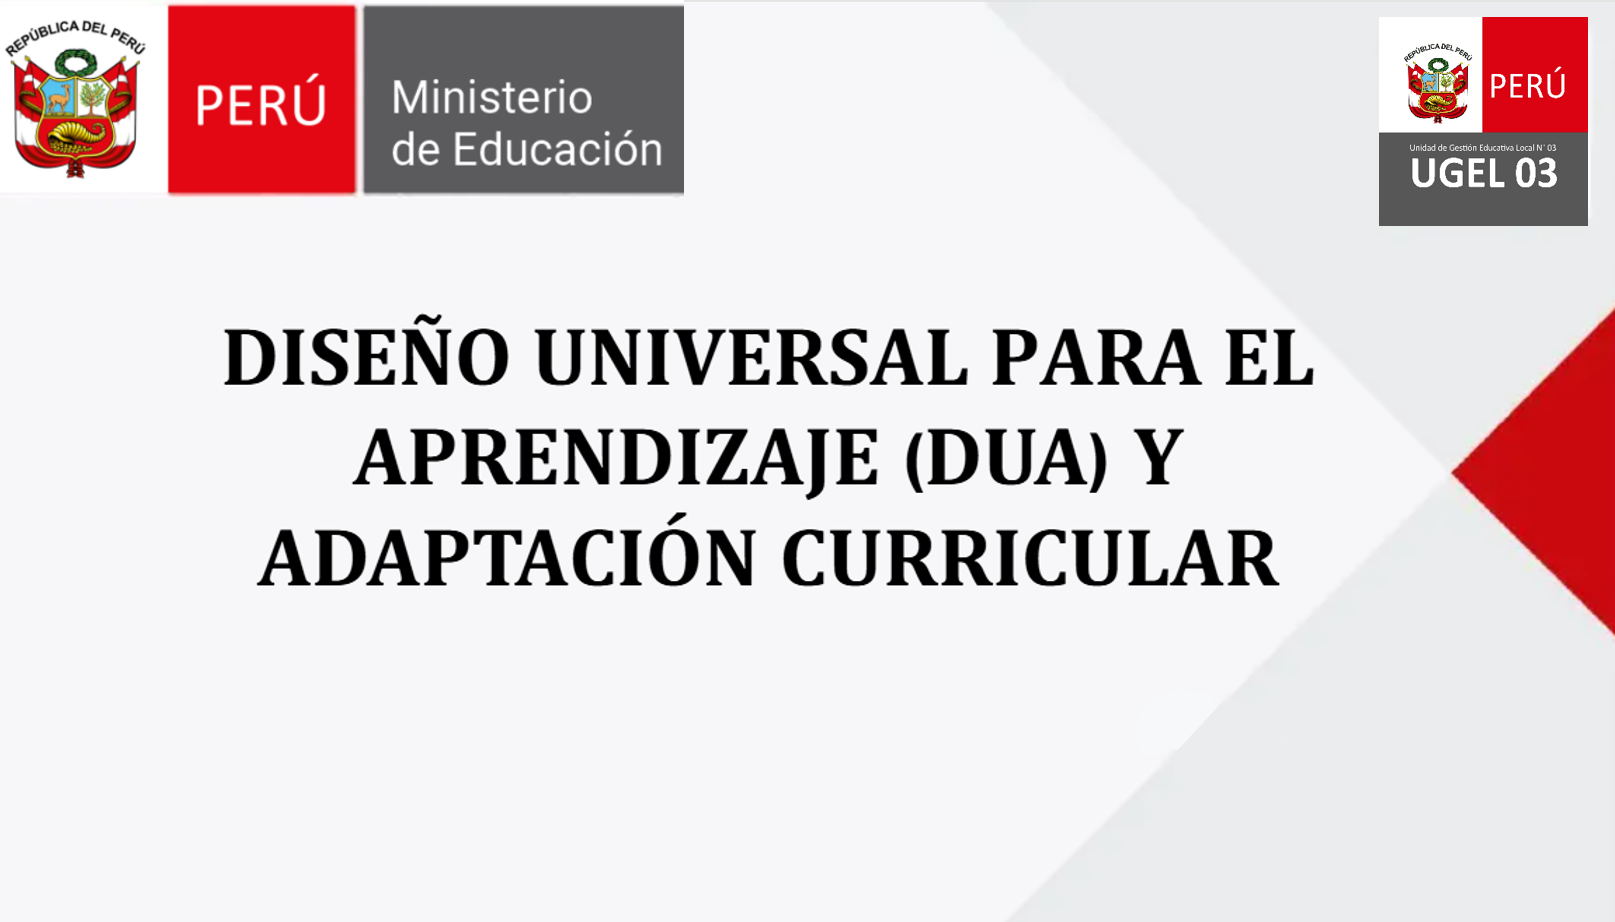 REPÚBLICA DEL PERÚ
PERÚ
Ministerio
de Educación
REPÚBLICA DEL PERÚ
PERÚ
Unidad de Gestión Educativa Local N° 03
UGEL 03
DISEÑO UNIVERSAL PARA EL
APRENDIZAJE (DUA) Y
ADAPTACIÓN CURRICULAR